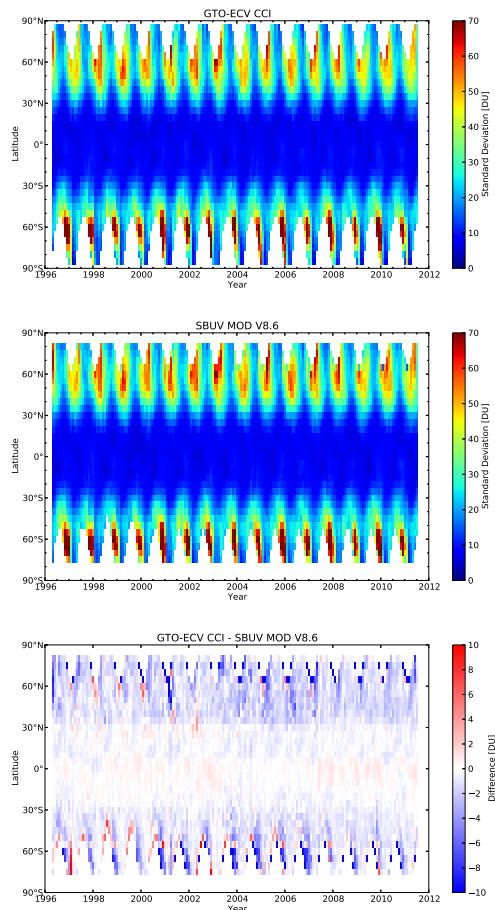 GTO-ECV CCI
90°N
60°N
30°N
0°
30°S
60°S
90°S
Latitude
1996 1998 2000 2002 2004 2006 2008 2010 2012
Year
70
60
50
40
30
20
10
0
Standard Deviation [DU]
SBUV MOD V8.6
90°N
60°N
30°N
0°
30°S
60°S
90°S
Latitude
1996 1998 2000 2002 2004 2006 2008 2010 2012
Year
70
60
50
40
30
20
10
0
Standard Deviation [DU]
GTO-ECV CCI - SBUV MOD V8.6
90°N
60°N
30°N
0°
30°S
60°S
90°S
Latitude
1996 1998 2000 2002 2004 2006 2008 2010 2012
Year
10
8
6
4
2
0
−2
−4
−6
−8
−10
Difference [DU]